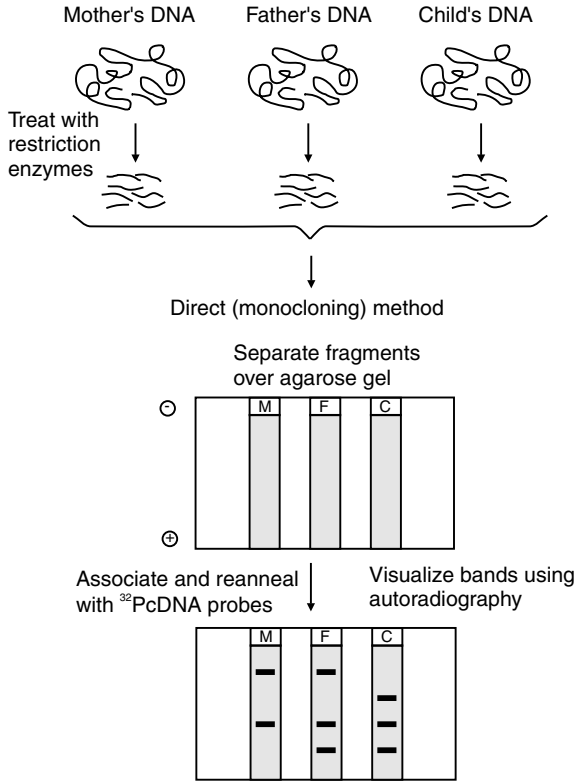 Mother's DNA
Father's DNA
Child's DNA
Treat with
restriction
enzymes
Direct (monocloning) method
Separate fragments
over agarose gel
-
M
F
C
+
Associate and reanneal
with ³²PcDNA probes
Visualize bands using
autoradiography
M
F
C